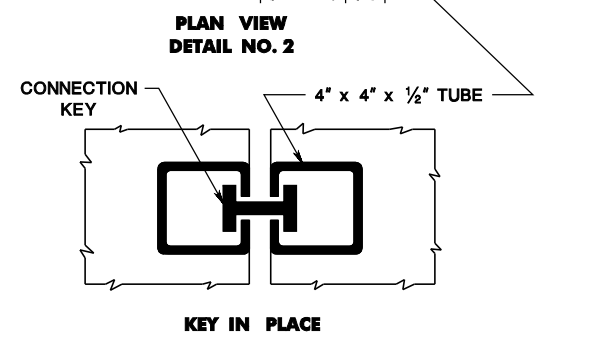 PLAN VIEW
DETAIL NO. 2
CONNECTION
KEY
4" x 4" x ½" TUBE
KEY IN PLACE